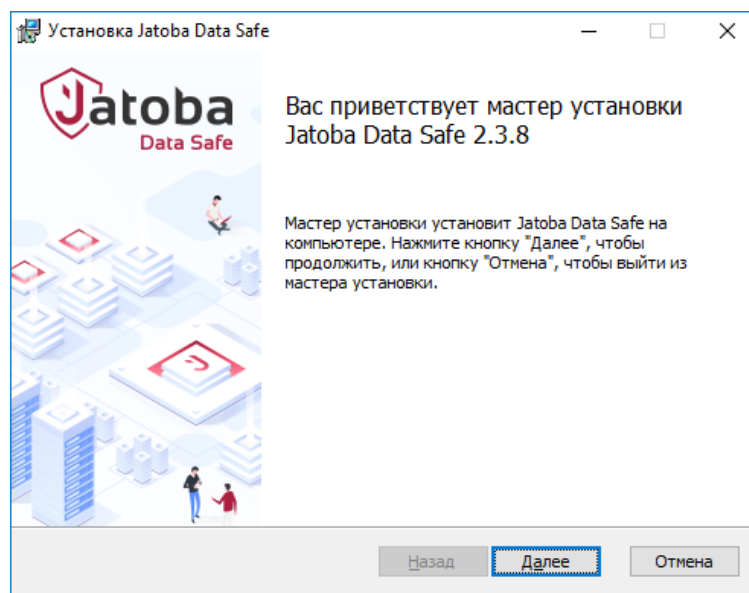 Установка Jatoba Data Safe
Jatoba
Data Safe
Вас приветствует мастер установки
Jatoba Data Safe 2.3.8
Мастер установки установит Jatoba Data Safe на
компьютере. Нажмите кнопку "Далее", чтобы
продолжить, или кнопку "Отмена", чтобы выйти из
мастера установки.
Назад
Далее
Отмена